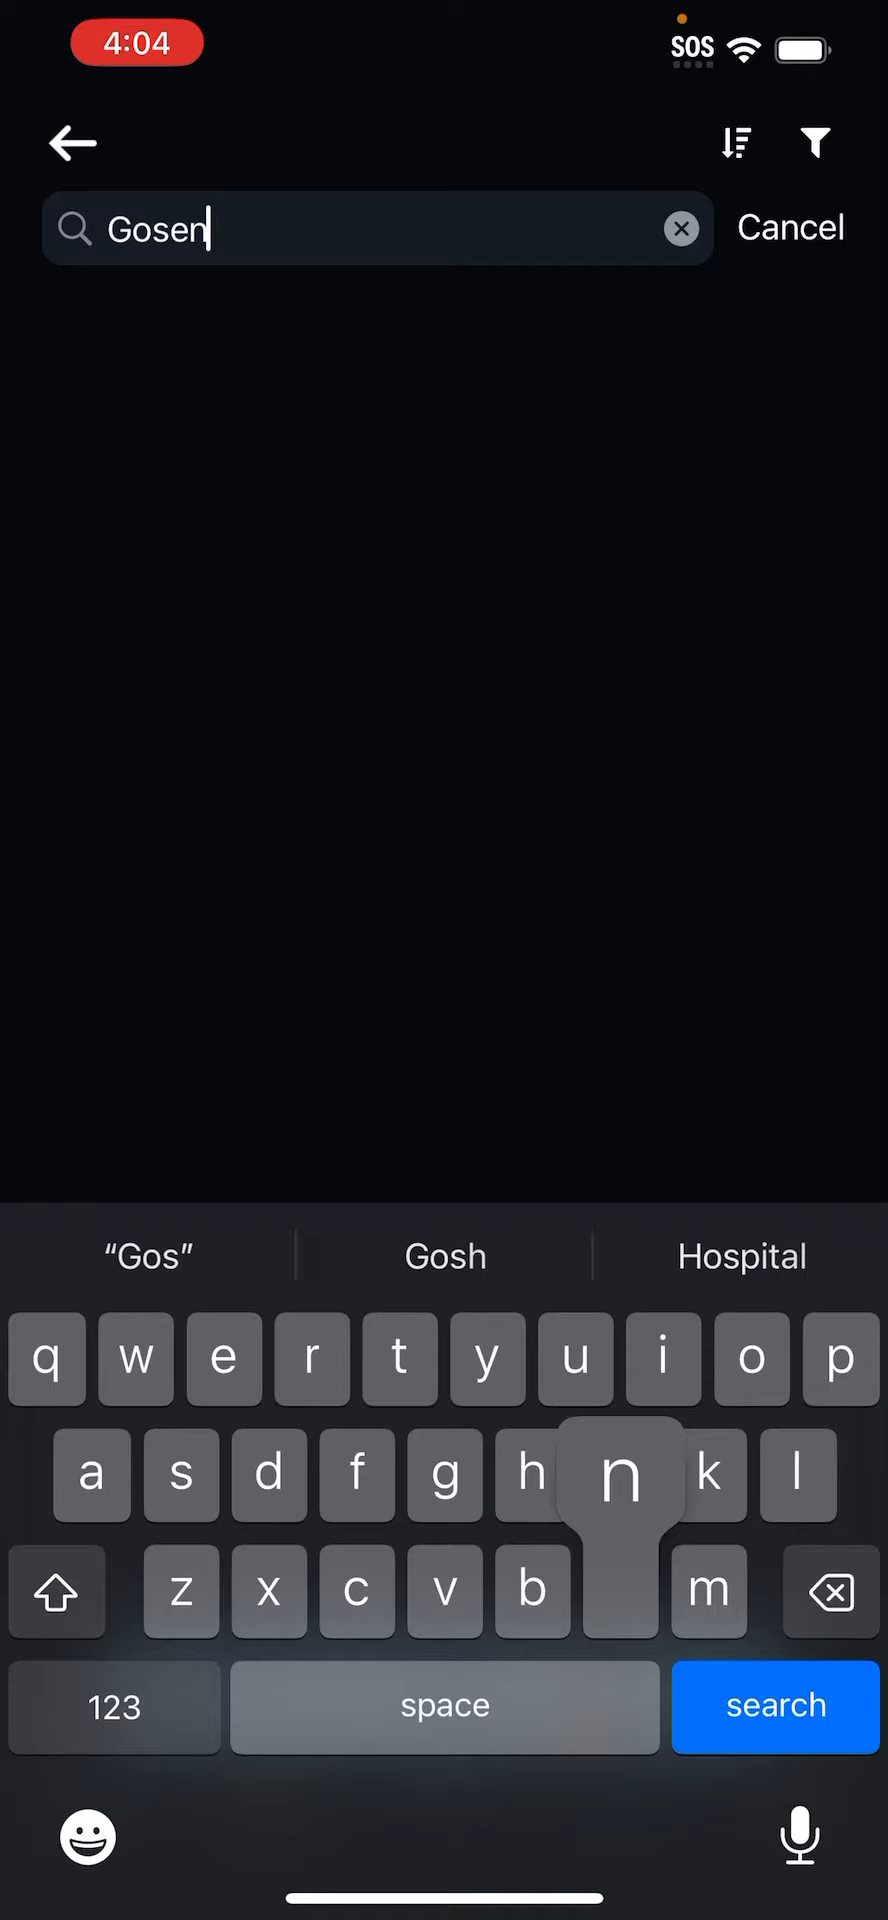 4:04
SOS
Gosen
Cancel
“Gos” Gosh Hospital
q w e r t y u i o p
a s d f g h n k l
z x c v b m
123 space search